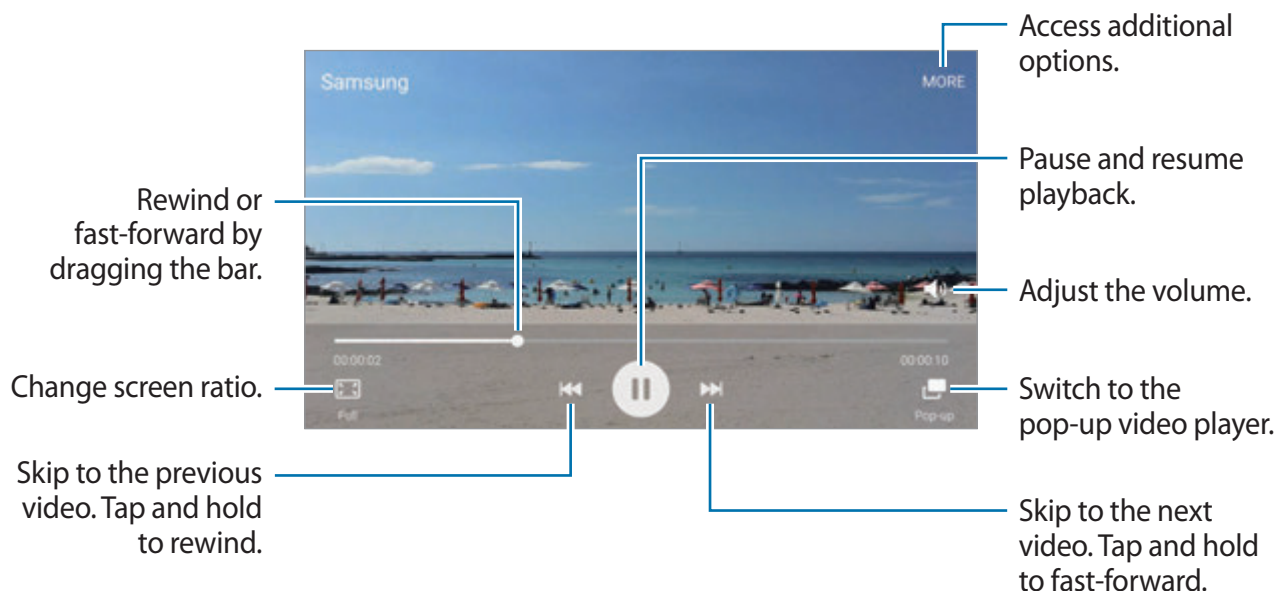 Access additional
options.
Samsung
MORE
Pause and resume
playback.
Rewind or
fast-forward by
dragging the bar.
Adjust the volume.
00:00:02
00:00:10
Change screen ratio.
Full
Pop-up
Switch to the
pop-up video player.
Skip to the previous
video. Tap and hold
to rewind.
Skip to the next
video. Tap and hold
to fast-forward.